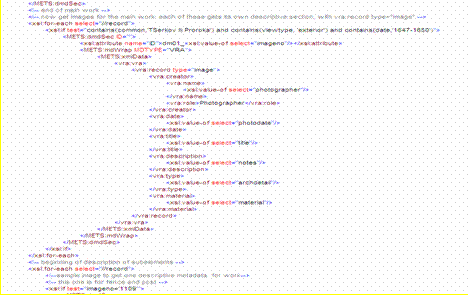 </METS:dmdSec>
<!-- end of main work -->
<!-- now get images for the main work: each of these gets its own descriptive section, with vra:record type="image". -->
<xsl:for-each select="//record">
<xsl:if test="contains(common, 'TSerkov' Il Proroka') and contains(viewtype, 'exterior') and contains(date,'1647-1650')">
<METS:dmdSec ID="">
<xsl:attribute name="ID">dm01_<xsl:value-of select="imageno"/></xsl:attribute>
<METS:mdWrap MDTYPE="VRA">
<METS:xmlData>
<vra:vra>
<vra:record type="image">
<vra:creator>
<vra:name>
<xsl:value-of select="photographer"/>
</vra:name>
<vra:role>Photographer</vra:role>
</vra:creator>
<vra:date>
<xsl:value-of select="photodate"/>
</vra:date>
<vra:title>
<xsl:value-of select="title"/>
</vra:title>
<vra:description>
<xsl:value-of select="notes"/>
</vra:description>
<vra:type>
<xsl:value-of select="archdetail"/>
</vra:type>
<vra:material>
<xsl:value-of select="material"/>
</vra:material>
</vra:record>
</vra:vra>
</METS:xmlData>
</METS:mdWrap>
</METS:dmdSec>
</xsl:if>
</xsl:for-each>
<!-- beginning of description of subelements -->
<xsl:for-each select="//record">
<!-- sample image to get one descriptive metadata for work-->
<!-- this one is for fence and post -->
<xsl:if test="imageno='1109'">